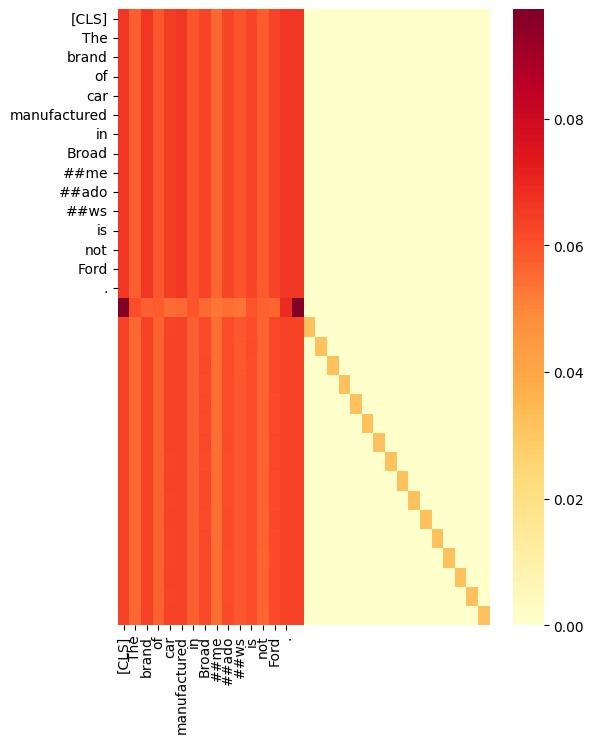 [CLS]
The
brand
of
car
manufactured
in
Broad
##me
##ado
##ws
is
not
Ford
.
0.08
0.06
0.04
0.02
0.00
[CLS]
The
brand
of
car
manufactured
in
Broad
##me
##ado
##ws
is
not
Ford
.